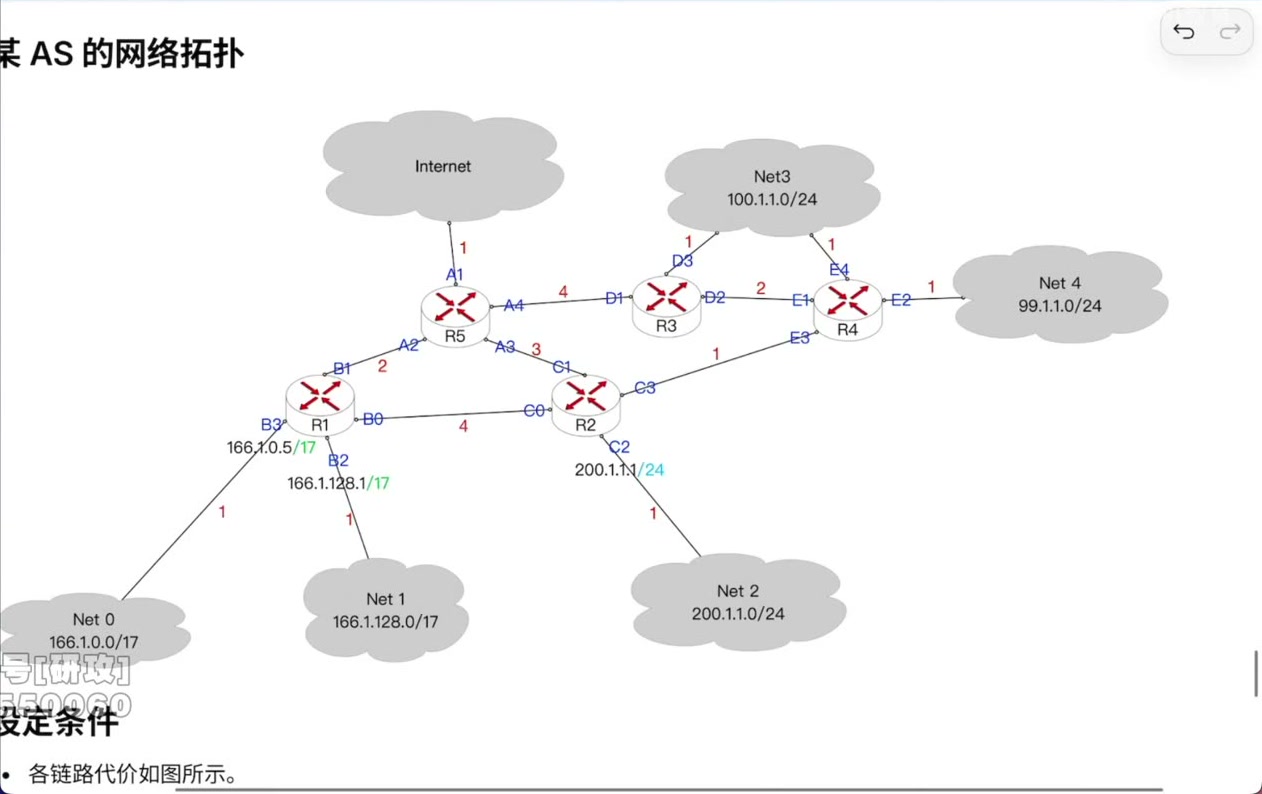 某 AS 的网络拓扑
Internet
Net3
100.1.1.0/24
1
1
1
A1
D3
E4
Net 4
99.1.1.0/24
A4
4
D1
D2
2
E1
E2
1
R5
R3
R4
A2
A3
3
E3
B1
2
C1
1
C3
B3
R1
B0
4
C0
R2
166.1.0.5/17
B2
C2
166.1.128.1/17
200.1.1.1/24
1
1
1
Net 0
166.1.0.0/17
Net 1
166.1.128.0/17
Net 2
200.1.1.0/24
号[研攻]
550060
设定条件
• 各链路代价如图所示。